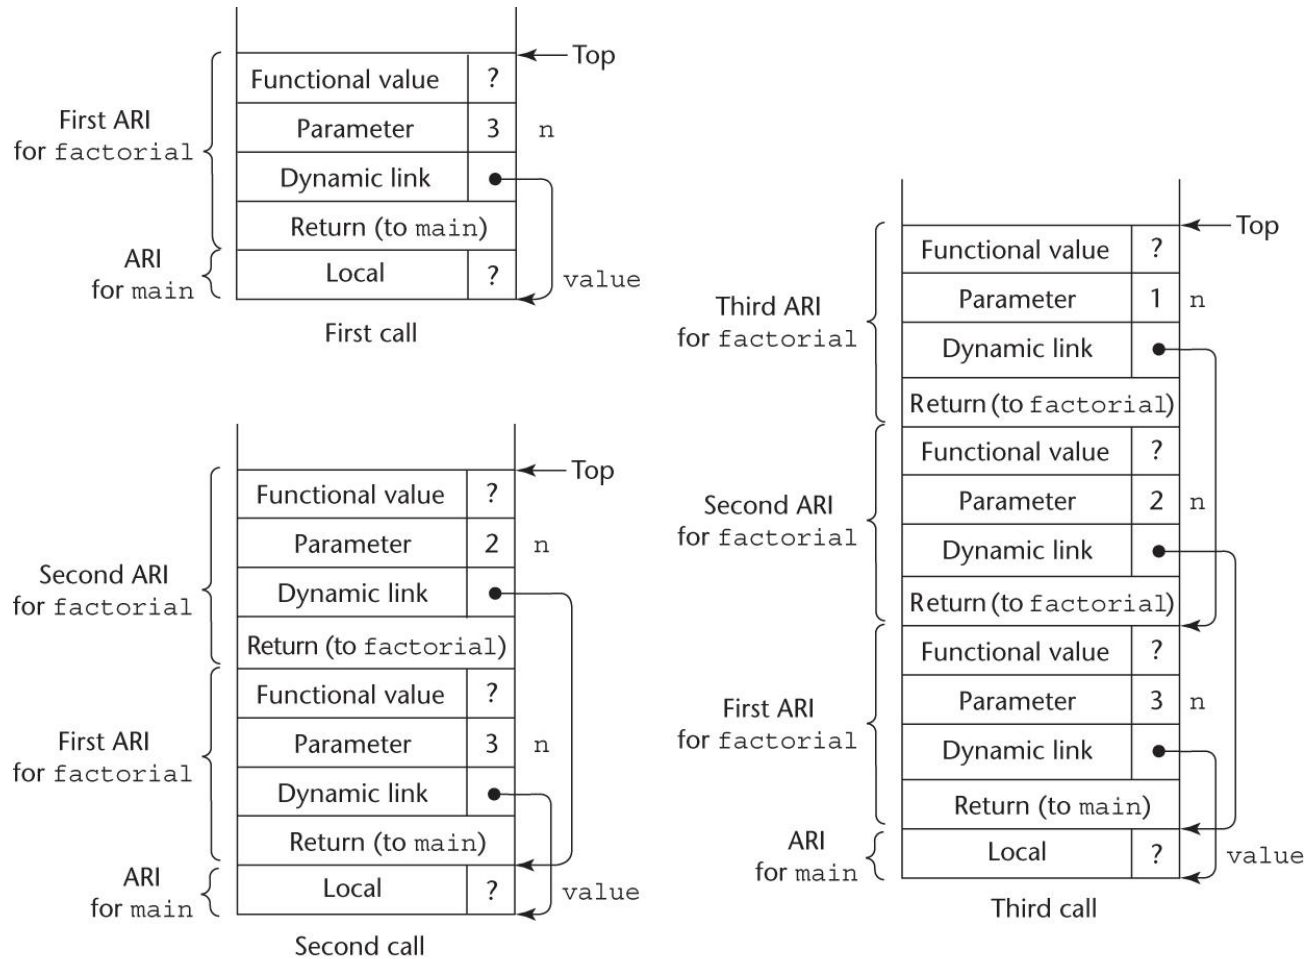 Top
Functional value ?
First ARI
for factorial
Parameter 3 n
Dynamic link
Return (to main)
ARI
for main
Local ? value
First call
Top
Functional value ?
Parameter 2 n
Second ARI
for factorial
Dynamic link
Return (to factorial)
Functional value ?
First ARI
for factorial
Parameter 3 n
Dynamic link
Return (to main)
ARI
for main
Local ? value
Second call
Top
Functional value ?
Third ARI
for factorial
Parameter 1 n
Dynamic link
Return (to factorial)
Functional value ?
Second ARI
for factorial
Parameter 2 n
Dynamic link
Return (to factorial)
Functional value ?
First ARI
for factorial
Parameter 3 n
Dynamic link
Return (to main)
ARI
for main
Local ? value
Third call